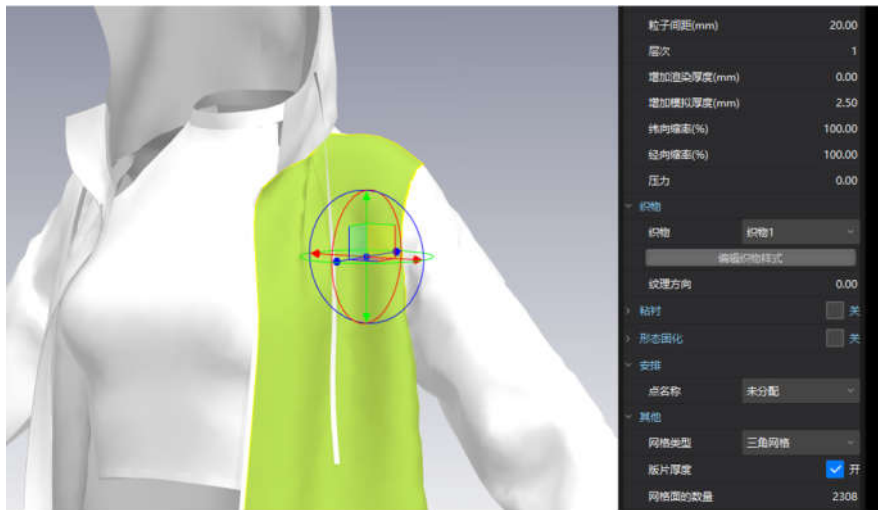 粒子间距(mm) 20.00
层次 1
增加渲染厚度(mm) 0.00
增加模拟厚度(mm) 2.50
纬向缩率(%) 100.00
经向缩率(%) 100.00
压力 0.00
织物
织物 织物1
编辑织物样式
纹理方向 0.00
粘衬 关
形态固化 关
安排
点名称 未分配
其他
网格类型 三角网格
版片厚度 开
网格面的数量 2308